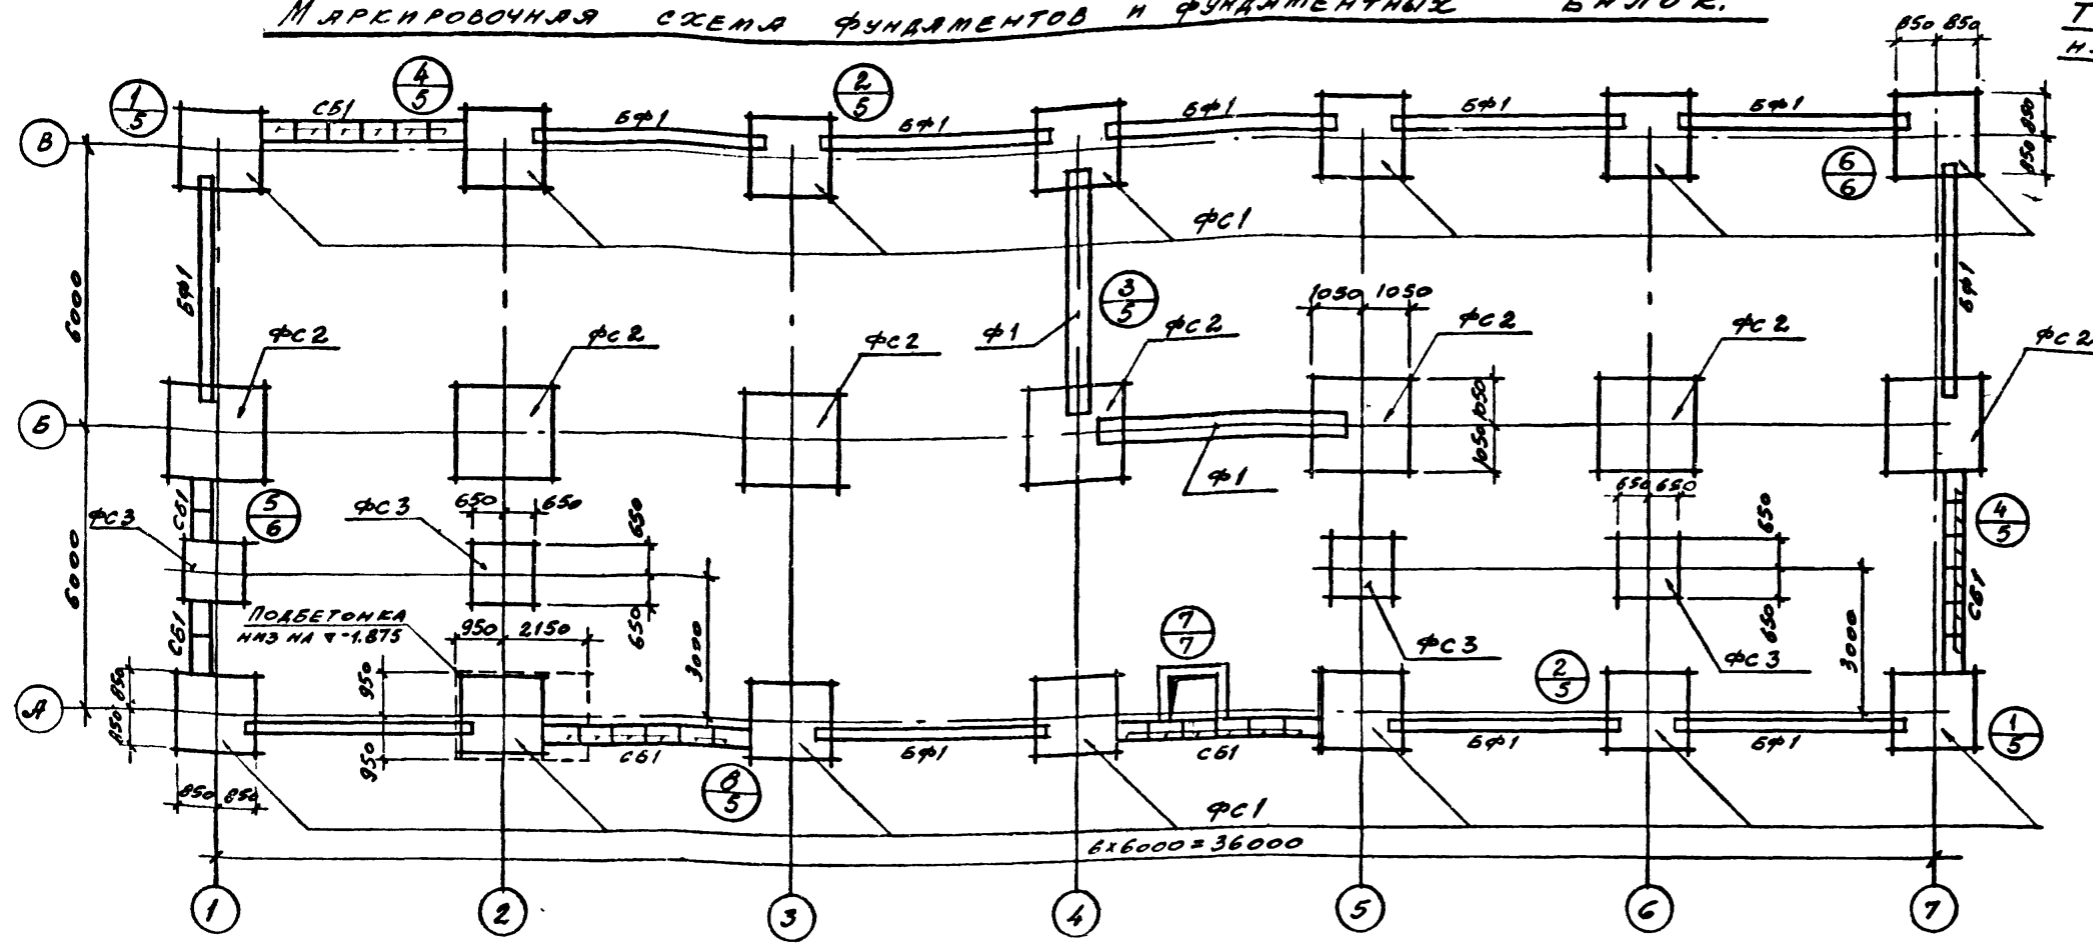 Маркировочная схема фундаментов и фундаментных балок.
850 850
Т
нз
1/5
4/5
2/5
СБ1
БФ1
БФ1
БФ1
БФ1
БФ1
В
850
850
6/6
ФС1
6000
БФ1
3/5
БФ1
1050 1050
ФС2
ФС2
ФС2
Ф1
ФС2
ФС2
ФС2
ФС2
Б
1050
1050
Ф1
СБ1
5/6
ФС3
ФС3
650 650
650
650 650
650
4/5
СБ1
6000
Подбетонка
низ на -1.875
СБ1
950 2150
650
3000
7/7
ФС3
ФС3
650
3000
2/5
850
850
А
950
950
СБ1
БФ1
СБ1
БФ1
БФ1
1/5
8/5
850 850
ФС1
6х6000=36000
1
2
3
4
5
6
7